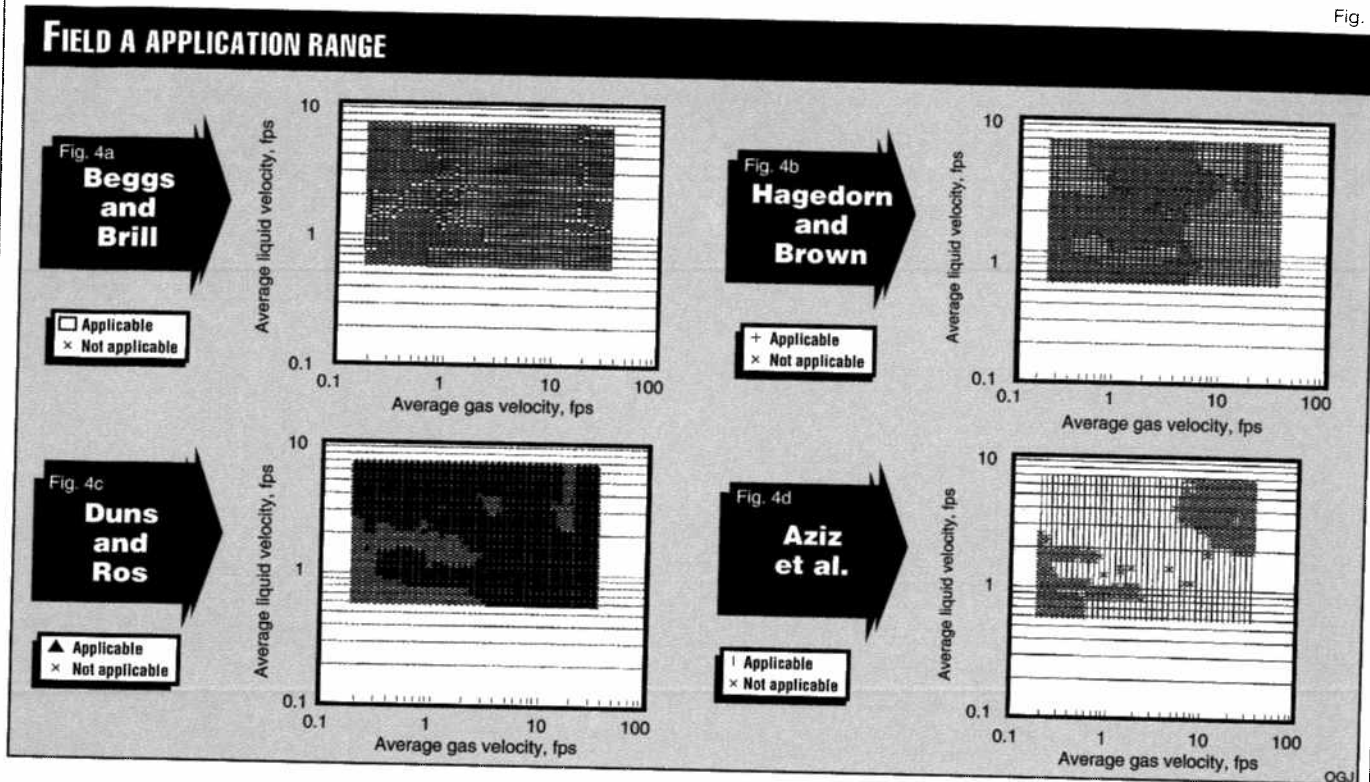 Fig.
FIELD A APPLICATION RANGE
Fig. 4a
Beggs
and
Brill
Applicable
× Not applicable
10
1
0.1
Average liquid velocity, fps
0.1 1 10 100
Average gas velocity, fps
Fig. 4b
Hagedorn
and
Brown
+ Applicable
× Not applicable
10
1
0.1
Average liquid velocity, fps
0.1 1 10 100
Average gas velocity, fps
Fig. 4c
Duns
and
Ros
▲ Applicable
× Not applicable
10
1
0.1
Average liquid velocity, fps
0.1 1 10 100
Average gas velocity, fps
Fig. 4d
Aziz
et al.
| Applicable
× Not applicable
10
1
0.1
Average liquid velocity, fps
0.1 1 10 100
Average gas velocity, fps
OGJ